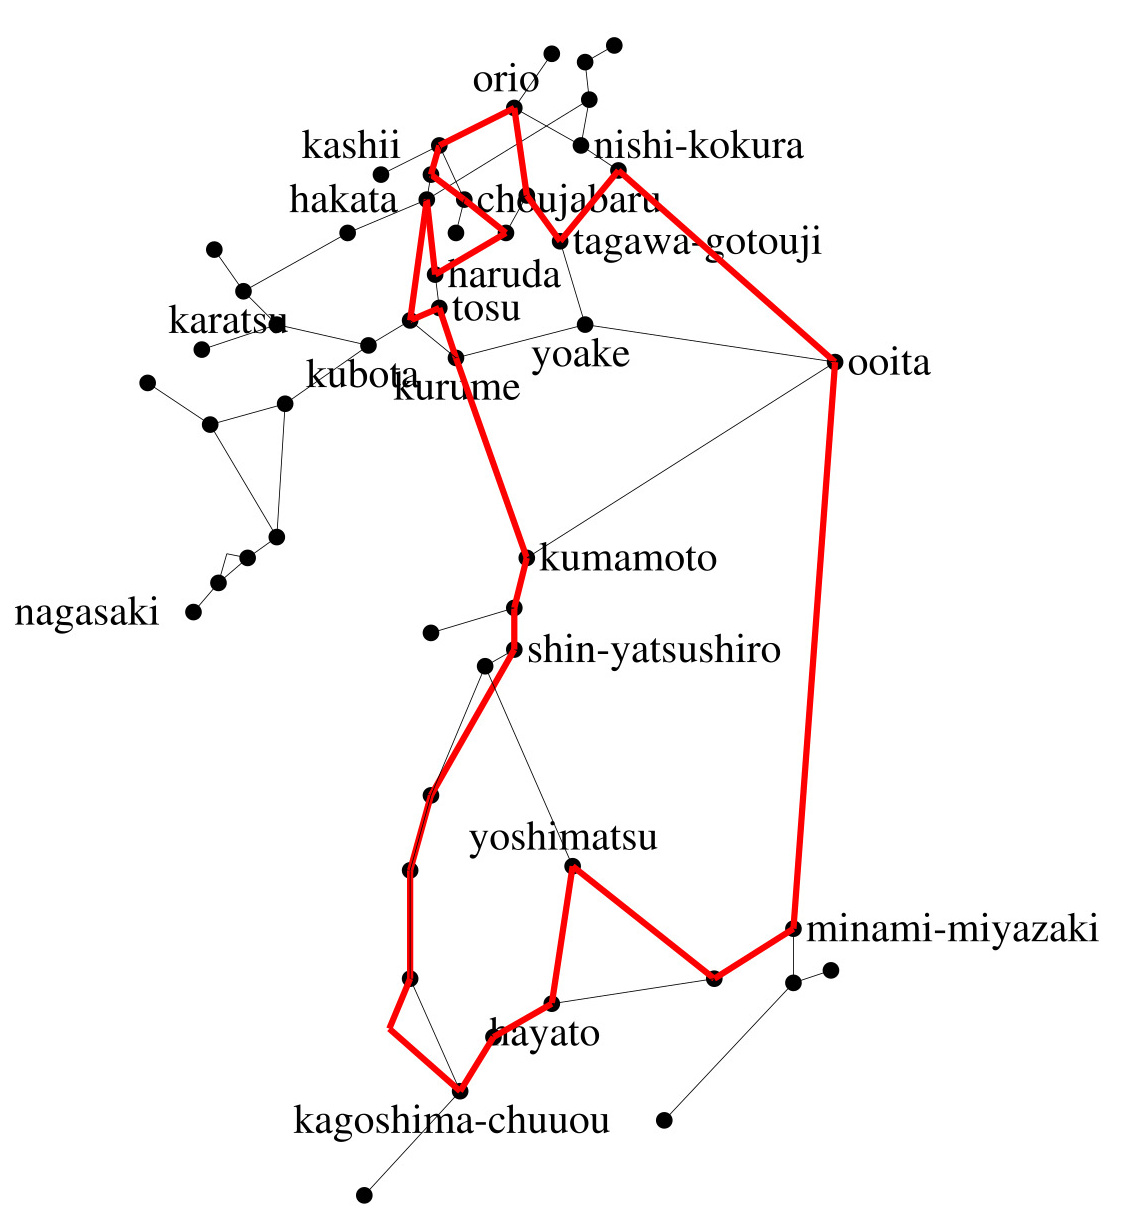 orio
kashii
nishi-kokura
hakata
choujabaru
tagawa-gotouji
haruda
tosu
karatsu
yoake
ooita
kubota
kurume
kumamoto
nagasaki
shin-yatsushiro
yoshimatsu
minami-miyazaki
hayato
kagoshima-chuuou